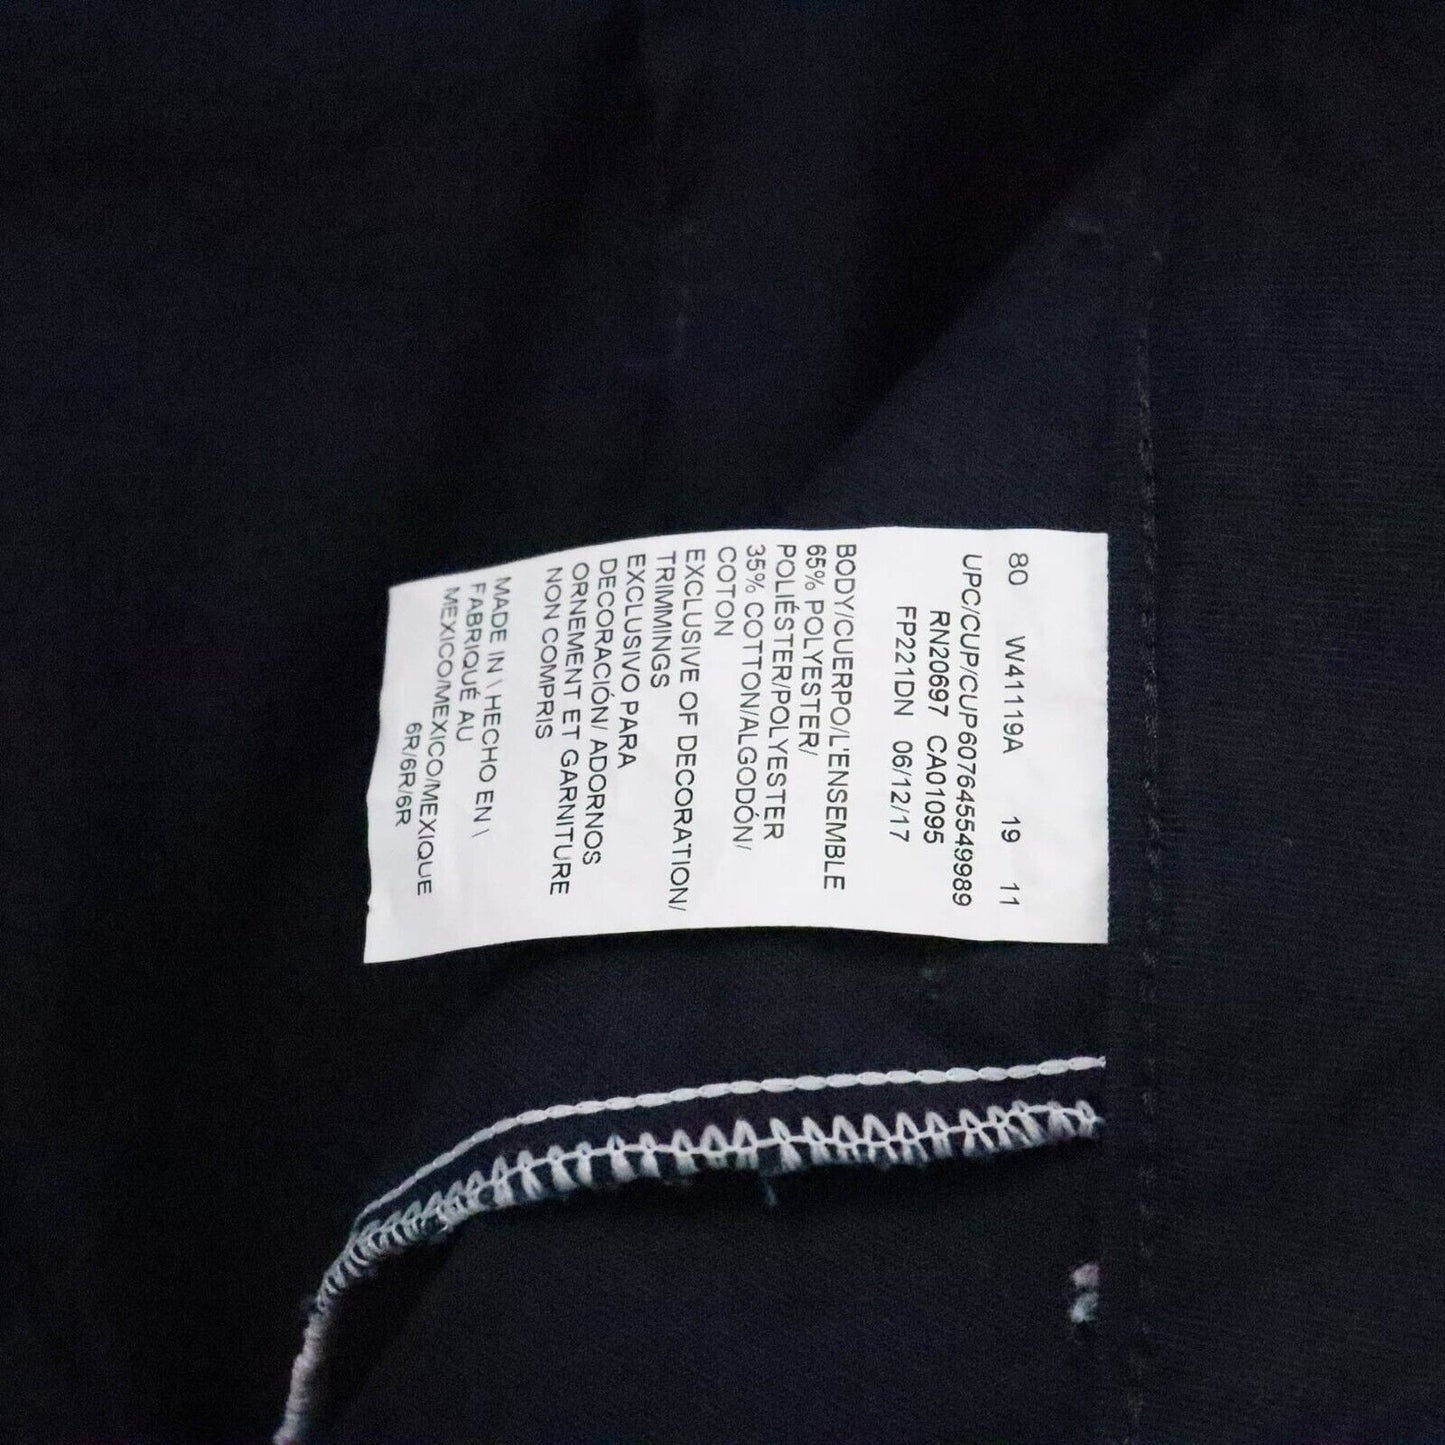 80 W41119A 19 11
UPC/CUP/CUP607645549989
RN20697 CA01095
FP221DN 06/12/17
BODY/CUERPO/L'ENSEMBLE
65% POLYESTER/
POLIÉSTER/POLYESTER
35% COTTON/ALGODÓN/
COTON
EXCLUSIVE OF DECORATION/
TRIMMINGS
EXCLUSIVO PARA
DECORACIÓN/ ADORNOS
ORNEMENT ET GARNITURE
NON COMPRIS
MADE IN \ HECHO EN \
FABRIQUÉ AU
MEXICO/MEXICO/MEXIQUE
6R/6R/6R